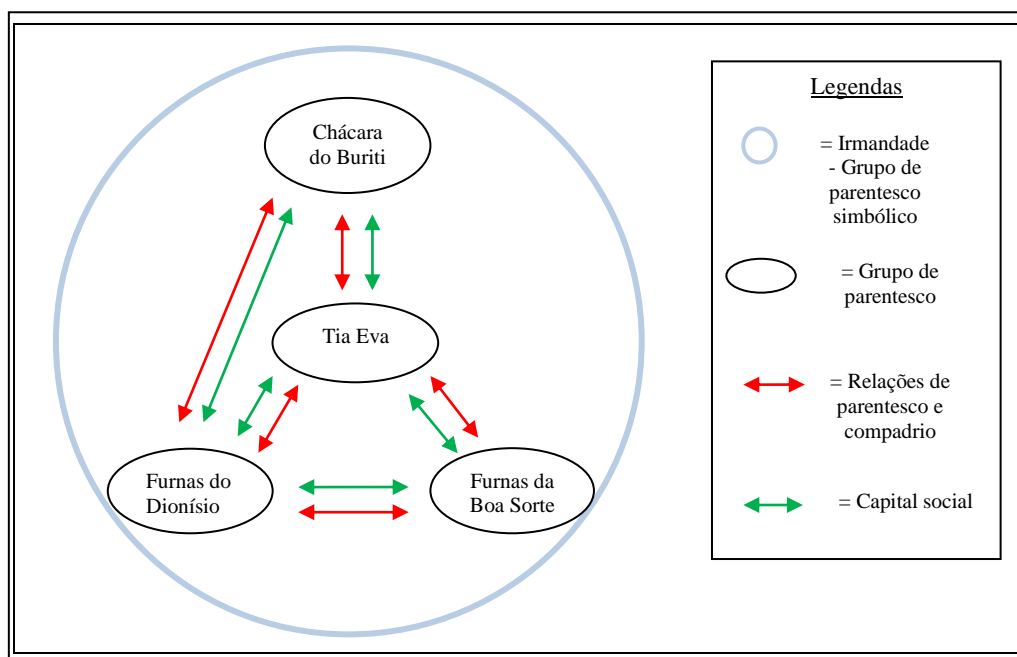 Chácara
do Buriti
Tia Eva
Furnas do
Dionísio
Furnas da
Boa Sorte
Legendas
= Irmandade
- Grupo de
parentesco
simbólico
= Grupo de
parentesco
= Relações de
parentesco e
compadrio
= Capital social